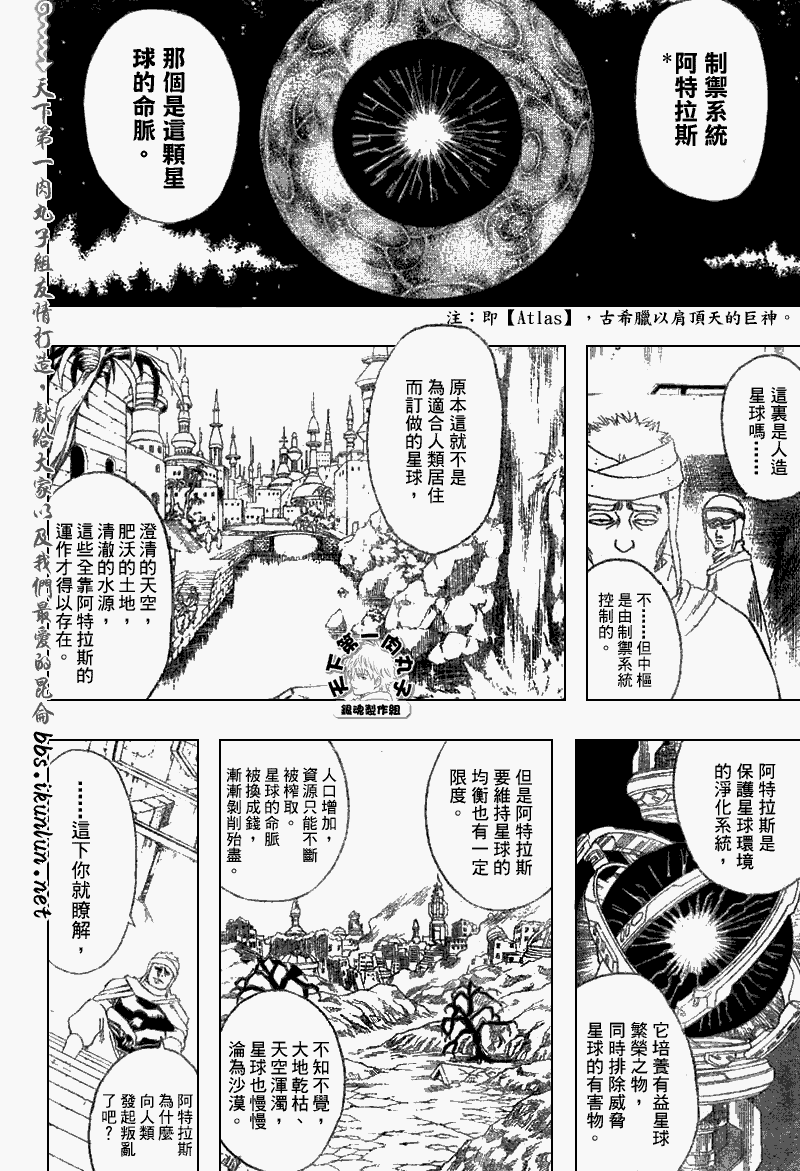 制禦系統
*阿特拉斯
那個是這顆星
球的命脈。
注：即【Atlas】，古希臘以肩頂天的巨神。
這裏是人造
星球嗎……
不……但中樞
是由制禦系統
控制的。
原本這就不是
為適合人類居住
而訂做的星球，
澄清的天空，
肥沃的土地，
清澈的水源，
這些全靠阿特拉斯的
運作才得以存在。
天下第一肉丸子
銀魂製作組
阿特拉斯是
保護星球環境
的淨化系統，
它培養有益星球
繁榮之物，
同時排除威脅
星球的有害物。
但是阿特拉斯
要維持星球的
均衡也有一定
限度。
人口增加，
資源只能不斷
被榨取。
星球的命脈
被換成錢，
漸漸剝削殆盡。
不知不覺，
大地乾枯、
天空渾濁，
星球也慢慢
淪為沙漠。
……這下你就瞭解，
阿特拉斯
為什麼
向人類
發起叛亂
了吧？
天下第一肉丸子組友情打造，獻給大家以及我們最愛的昆侖 bbs.ikunlun.net